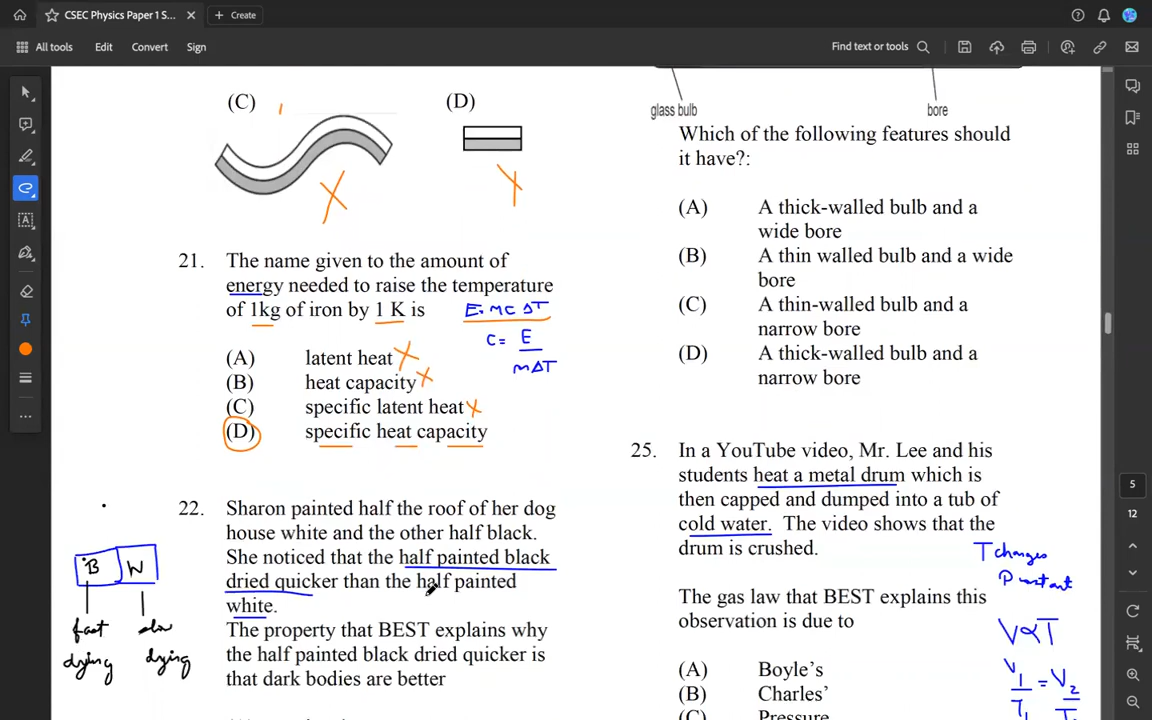 CSEC Physics Paper 1 S...
Create
All tools
Edit
Convert
Sign
Find text or tools
(C)
(D)
21. The name given to the amount of
energy needed to raise the temperature
of 1kg of iron by 1 K is
E = MC ΔT
C = E
mΔT
(A) latent heat
(B) heat capacity
(C) specific latent heat
(D) specific heat capacity
22. Sharon painted half the roof of her dog
house white and the other half black.
She noticed that the half painted black
dried quicker than the half painted
white.
The property that BEST explains why
the half painted black dried quicker is
that dark bodies are better
B W
fast
drying
drying
glass bulb
bore
Which of the following features should
it have?:
(A) A thick-walled bulb and a
wide bore
(B) A thin walled bulb and a wide
bore
(C) A thin-walled bulb and a
narrow bore
(D) A thick-walled bulb and a
narrow bore
25. In a YouTube video, Mr. Lee and his
students heat a metal drum which is
then capped and dumped into a tub of
cold water. The video shows that the
drum is crushed.
T changes
P
The gas law that BEST explains this
observation is due to
V∝T
(A) Boyle's
(B) Charles'
(C) Pressure
V1 = V2
T1
5
12